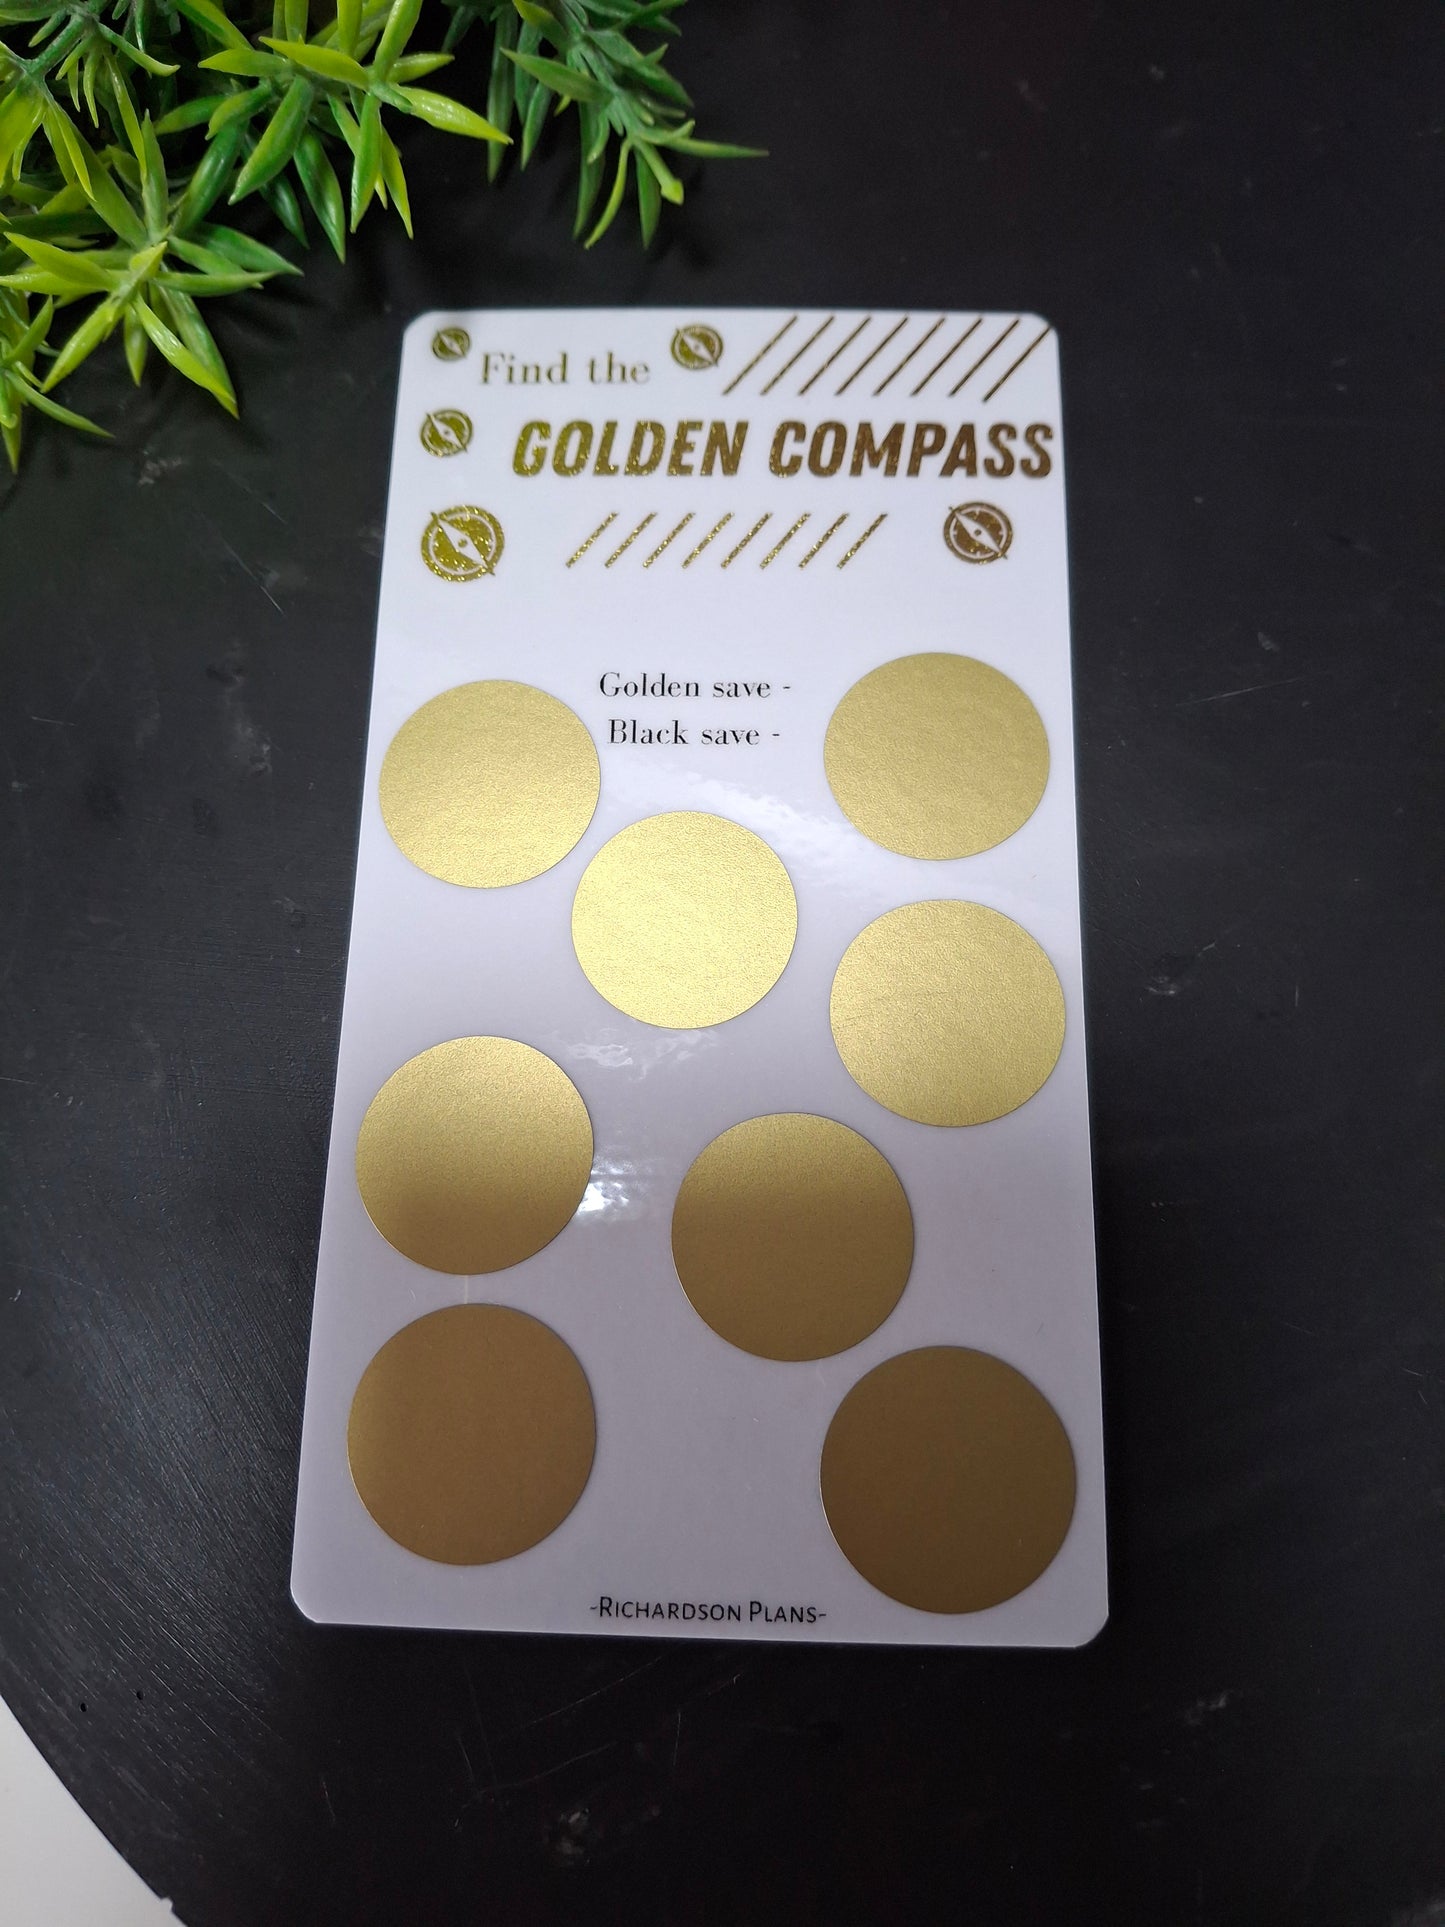 Find the
GOLDEN COMPASS
Golden save -
Black save -
-RICHARDSON PLANS-